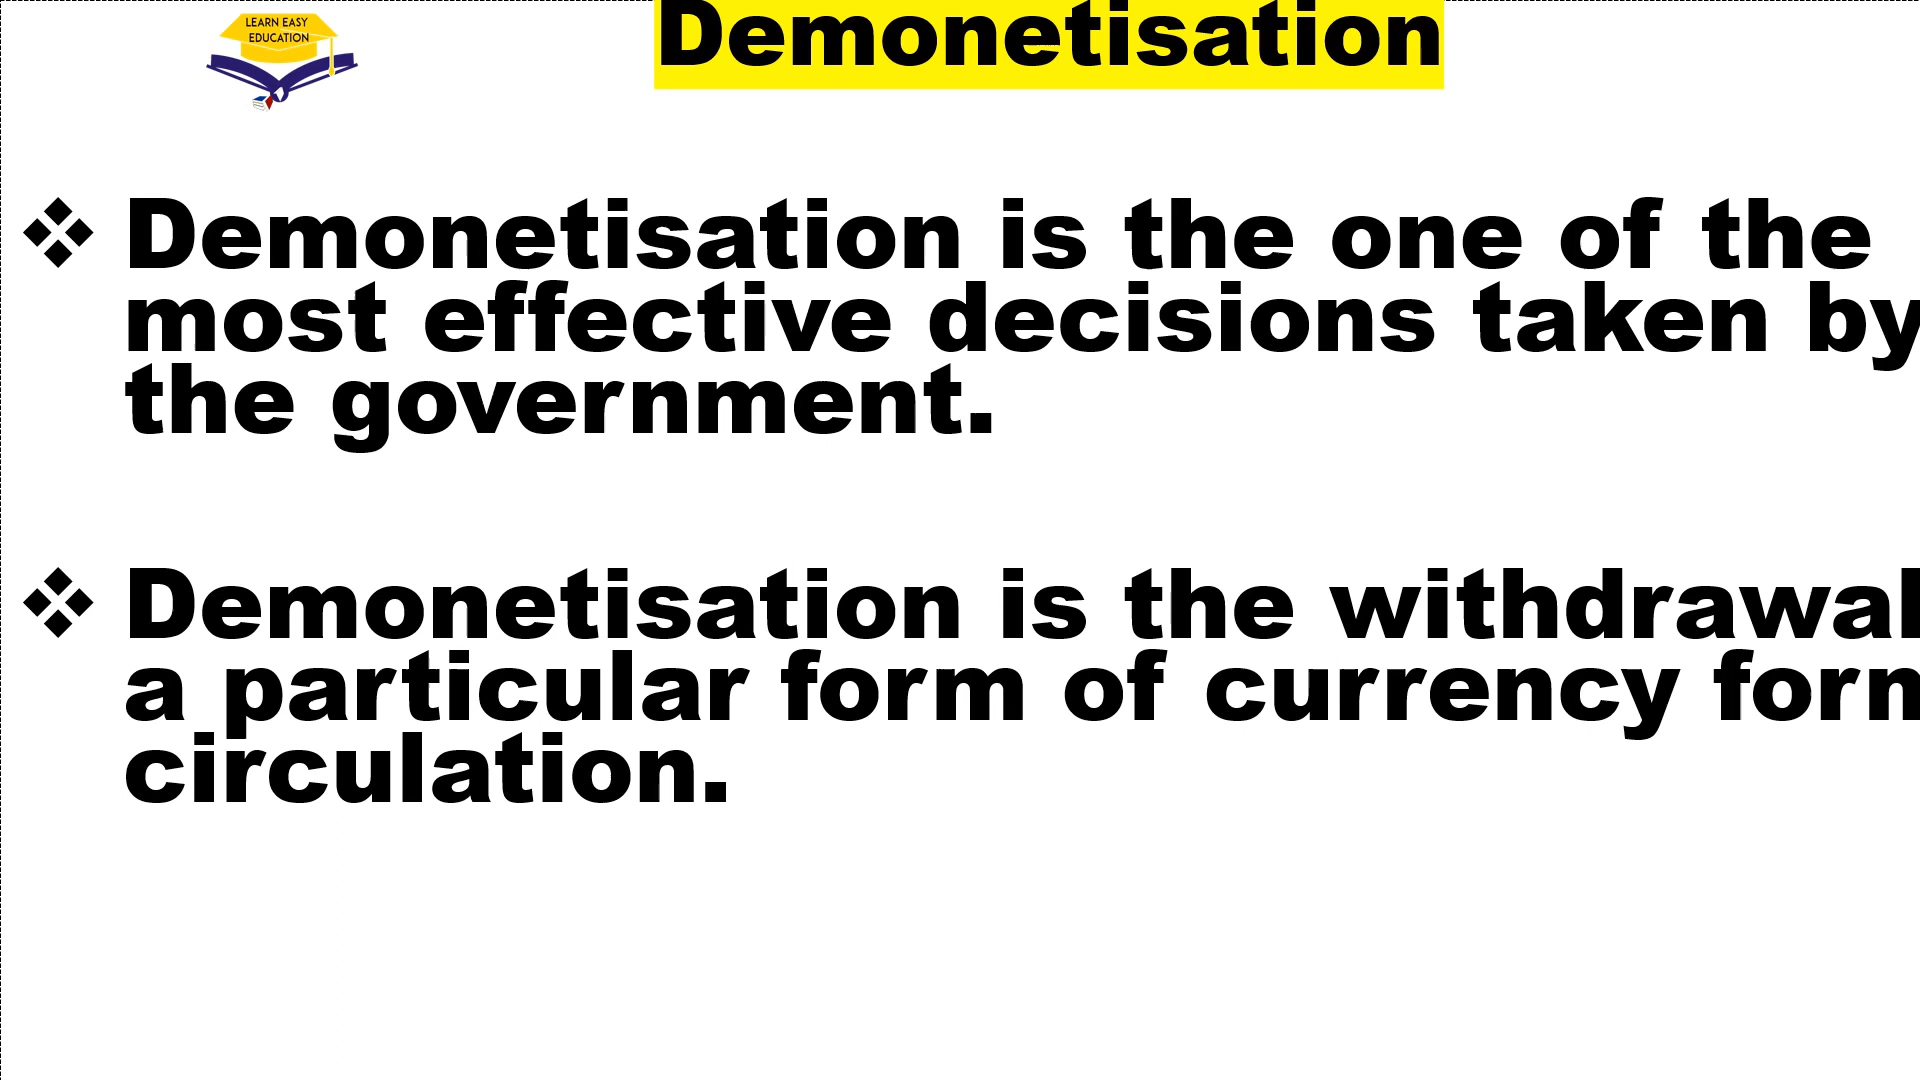 LEARN EASY
EDUCATION
Demonetisation
❖ Demonetisation is the one of the
most effective decisions taken by
the government.
❖ Demonetisation is the withdrawal
a particular form of currency form
circulation.